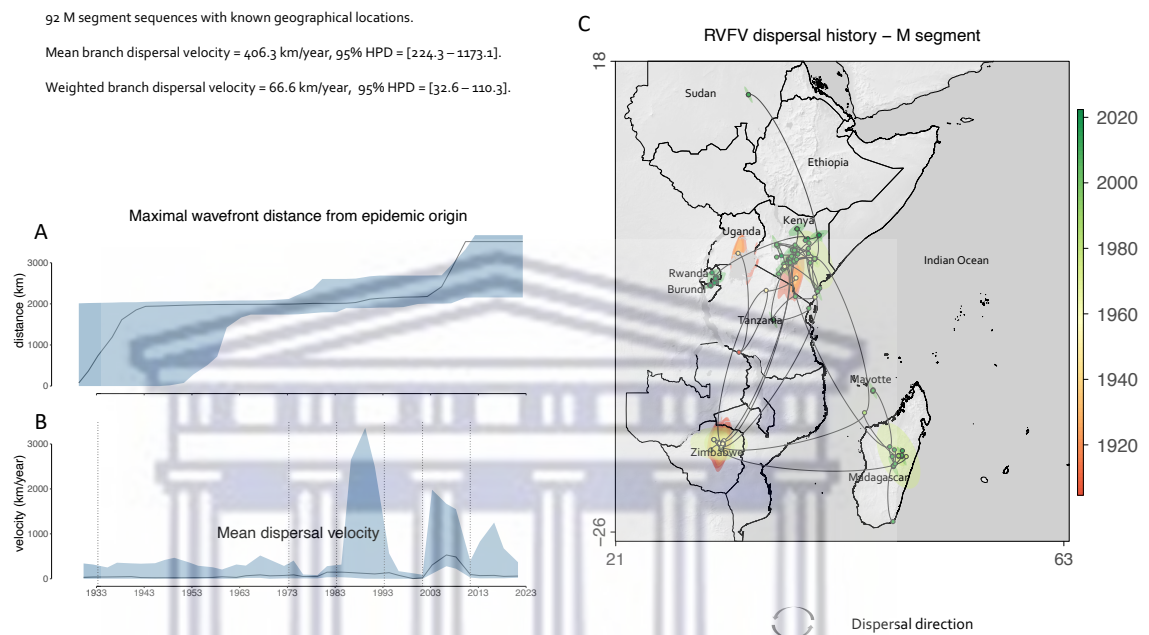 92 M segment sequences with known geographical locations.
Mean branch dispersal velocity = 406.3 km/year, 95% HPD = [224.3 – 1173.1].
Weighted branch dispersal velocity = 66.6 km/year, 95% HPD = [32.6 – 110.3].
A
Maximal wavefront distance from epidemic origin
distance (km)
3000
2000
1000
0
B
velocity (km/year)
3000
2000
1000
0
Mean dispersal velocity
1933 1943 1953 1963 1973 1983 1993 2003 2013 2023
C
RVFV dispersal history – M segment
18
Sudan
Ethiopia
Kenya
Uganda
Indian Ocean
Rwanda
Burundi
Tanzania
Mayotte
Zimbabwe
Madagascar
−26
21 63
2020
2000
1980
1960
1940
1920
Dispersal direction